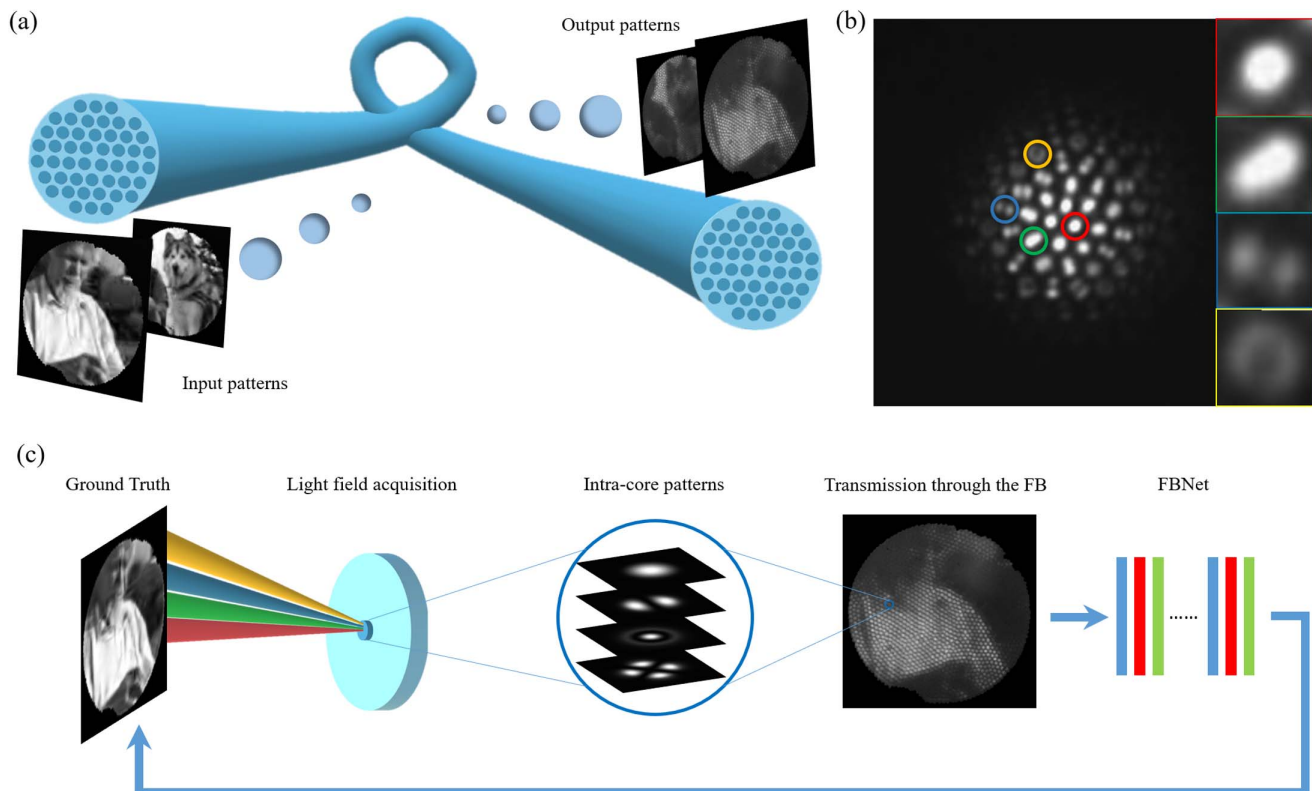 (a)
Output patterns
(b)
Input patterns
(c)
Ground Truth
Light field acquisition
Intra-core patterns
Transmission through the FB
FBNet
......